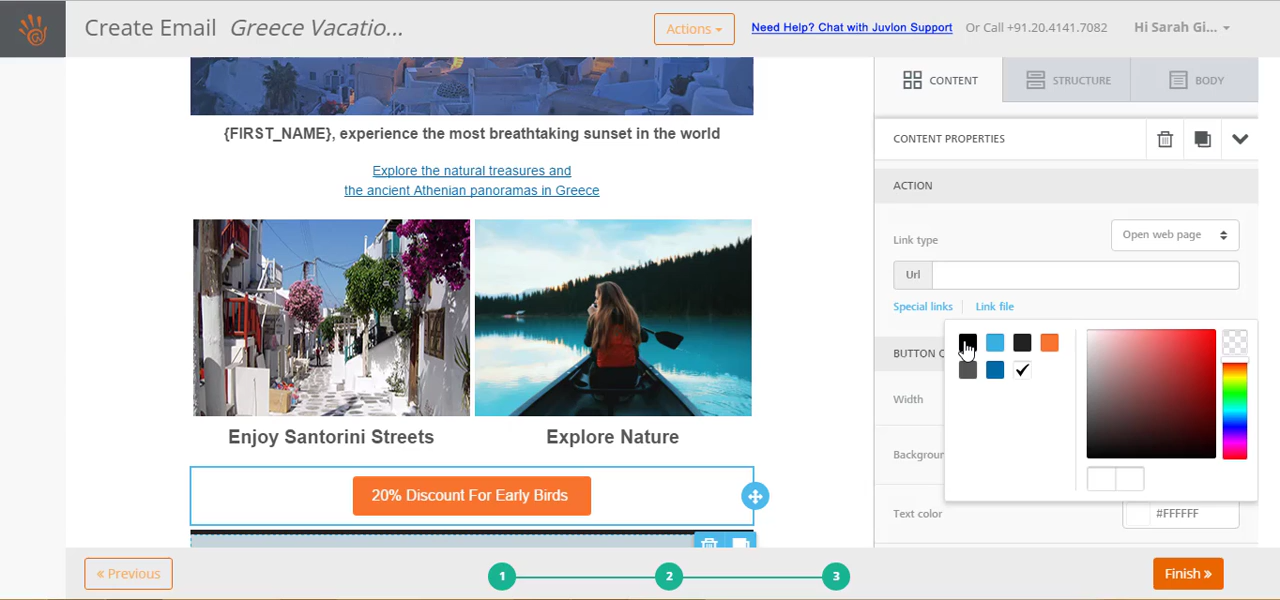 Create Email Greece Vacatio...
Actions
Need Help? Chat with Juvlon Support
Or Call +91.20.4141.7082
Hi Sarah Gi...
CONTENT
STRUCTURE
BODY
{FIRST_NAME}, experience the most breathtaking sunset in the world
Explore the natural treasures and
the ancient Athenian panoramas in Greece
Enjoy Santorini Streets
Explore Nature
20% Discount For Early Birds
CONTENT PROPERTIES
ACTION
Link type
Open web page
Url
Special links
Link file
BUTTON O
Width
Backgroun
Text color
#FFFFFF
« Previous
1
2
3
Finish »